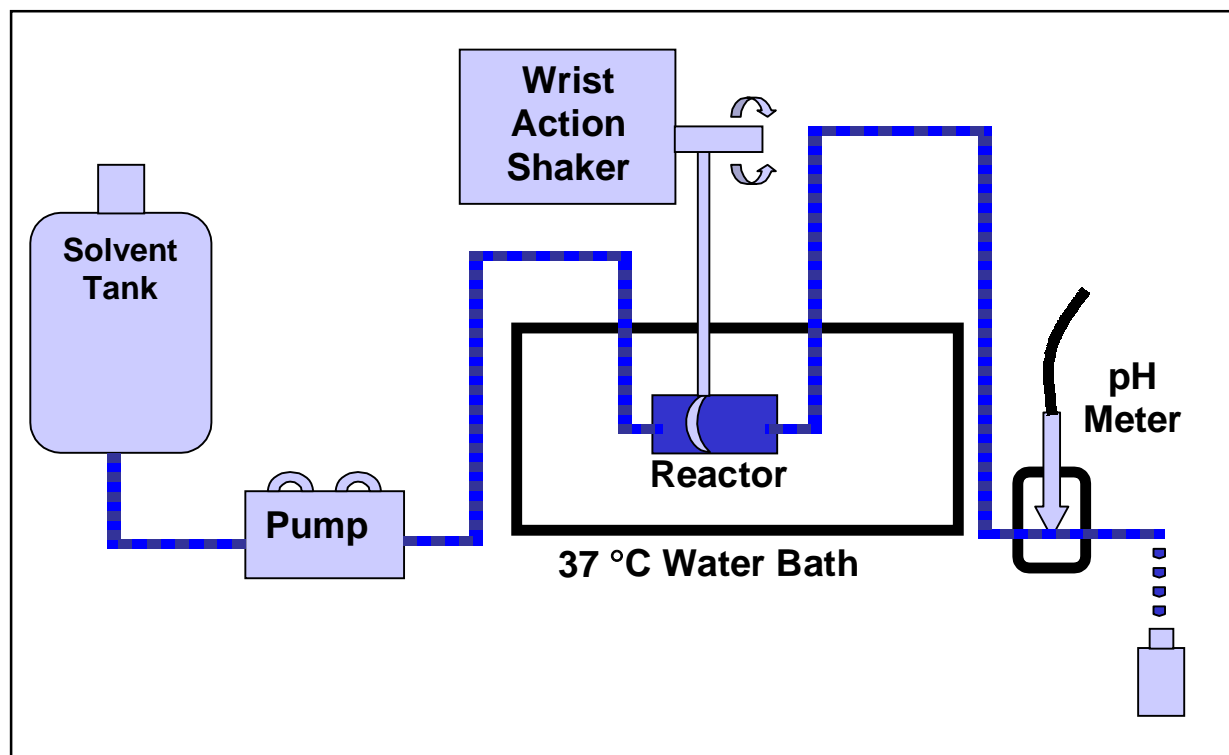 Wrist
Action
Shaker
Solvent
Tank
pH
Meter
Reactor
Pump
37 °C Water Bath